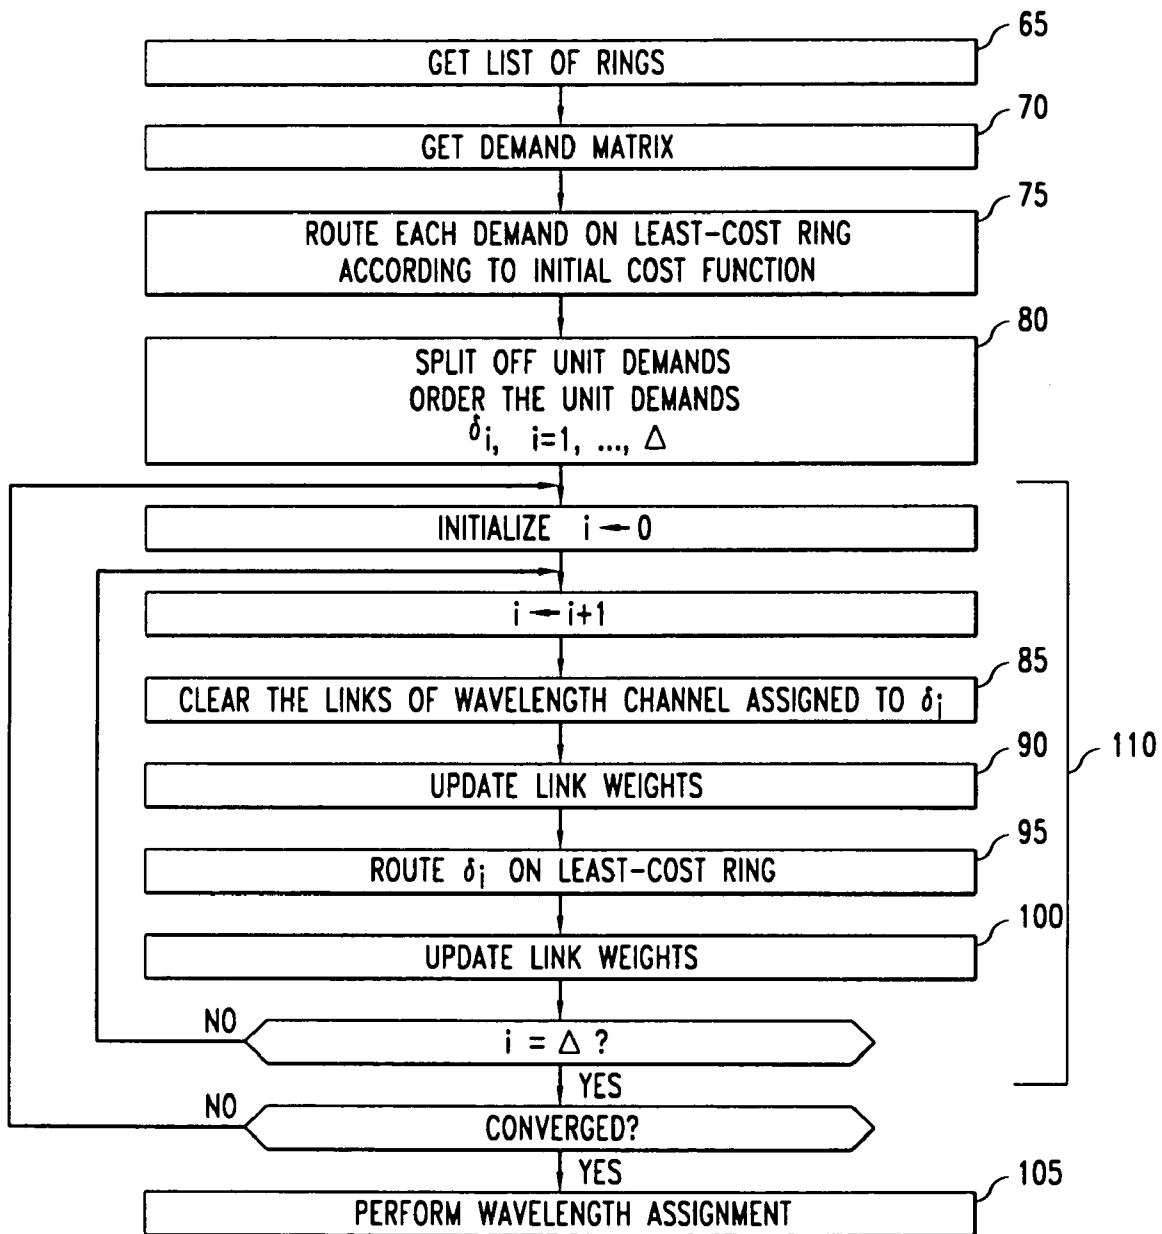 65
GET LIST OF RINGS
70
GET DEMAND MATRIX
75
ROUTE EACH DEMAND ON LEAST-COST RING
ACCORDING TO INITIAL COST FUNCTION
80
SPLIT OFF UNIT DEMANDS
ORDER THE UNIT DEMANDS
δi, i=1, ..., Δ
INITIALIZE i ← 0
i ← i+1
85
CLEAR THE LINKS OF WAVELENGTH CHANNEL ASSIGNED TO δi
90
110
UPDATE LINK WEIGHTS
95
ROUTE δi ON LEAST-COST RING
100
UPDATE LINK WEIGHTS
NO
i = Δ ?
YES
NO
CONVERGED?
YES
105
PERFORM WAVELENGTH ASSIGNMENT